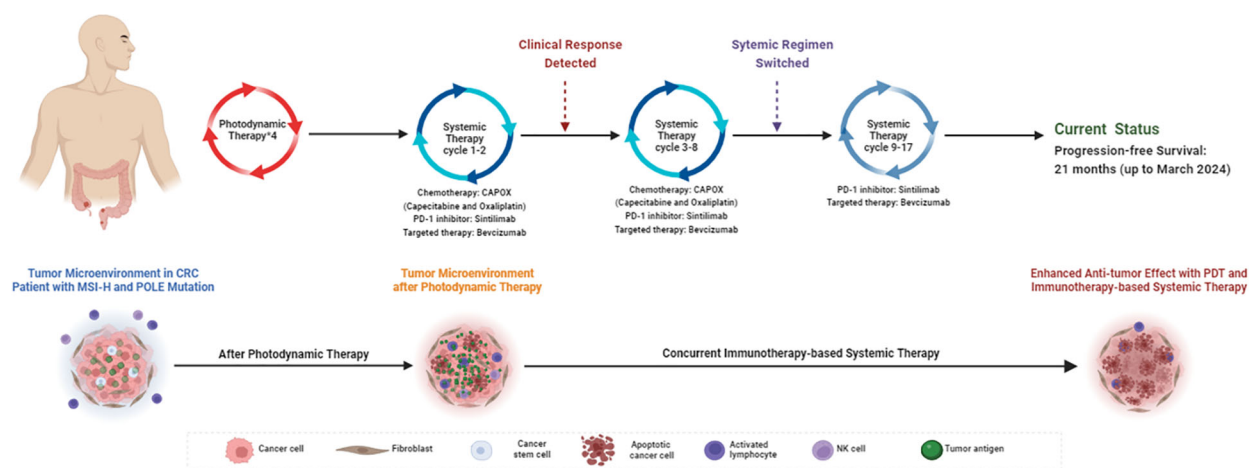 Clinical Response
Detected
Sytemic Regimen
Switched
Photodynamic
Therapy*4
Systemic
Therapy
cycle 1-2
Systemic
Therapy
cycle 3-8
Systemic
Therapy
cycle 9-17
Current Status
Progression-free Survival:
21 months (up to March 2024)
Chemotherapy: CAPOX
(Capecitabine and Oxaliplatin)
PD-1 inhibitor: Sintilimab
Targeted therapy: Bevcizumab
Chemotherapy: CAPOX
(Capecitabine and Oxaliplatin)
PD-1 inhibitor: Sintilimab
Targeted therapy: Bevcizumab
PD-1 inhibitor: Sintilimab
Targeted therapy: Bevcizumab
Tumor Microenvironment in CRC
Patient with MSI-H and POLE Mutation
Tumor Microenvironment
after Photodynamic Therapy
Enhanced Anti-tumor Effect with PDT and
Immunotherapy-based Systemic Therapy
After Photodynamic Therapy
Concurrent Immunotherapy-based Systemic Therapy
Cancer cell
Fibroblast
Cancer
stem cell
Apoptotic
cancer cell
Activated
lymphocyte
NK cell
Tumor antigen